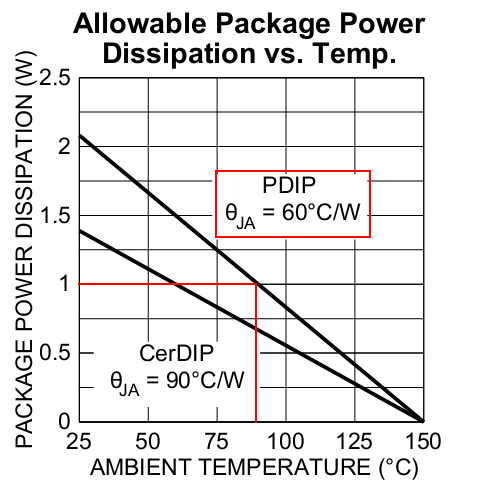 Allowable Package Power
Dissipation vs. Temp.
PACKAGE POWER DISSIPATION (W)
2.5
2
1.5
1
0.5
0
PDIP
θJA = 60°C/W
CerDIP
θJA = 90°C/W
25 50 75 100 125 150
AMBIENT TEMPERATURE (°C)